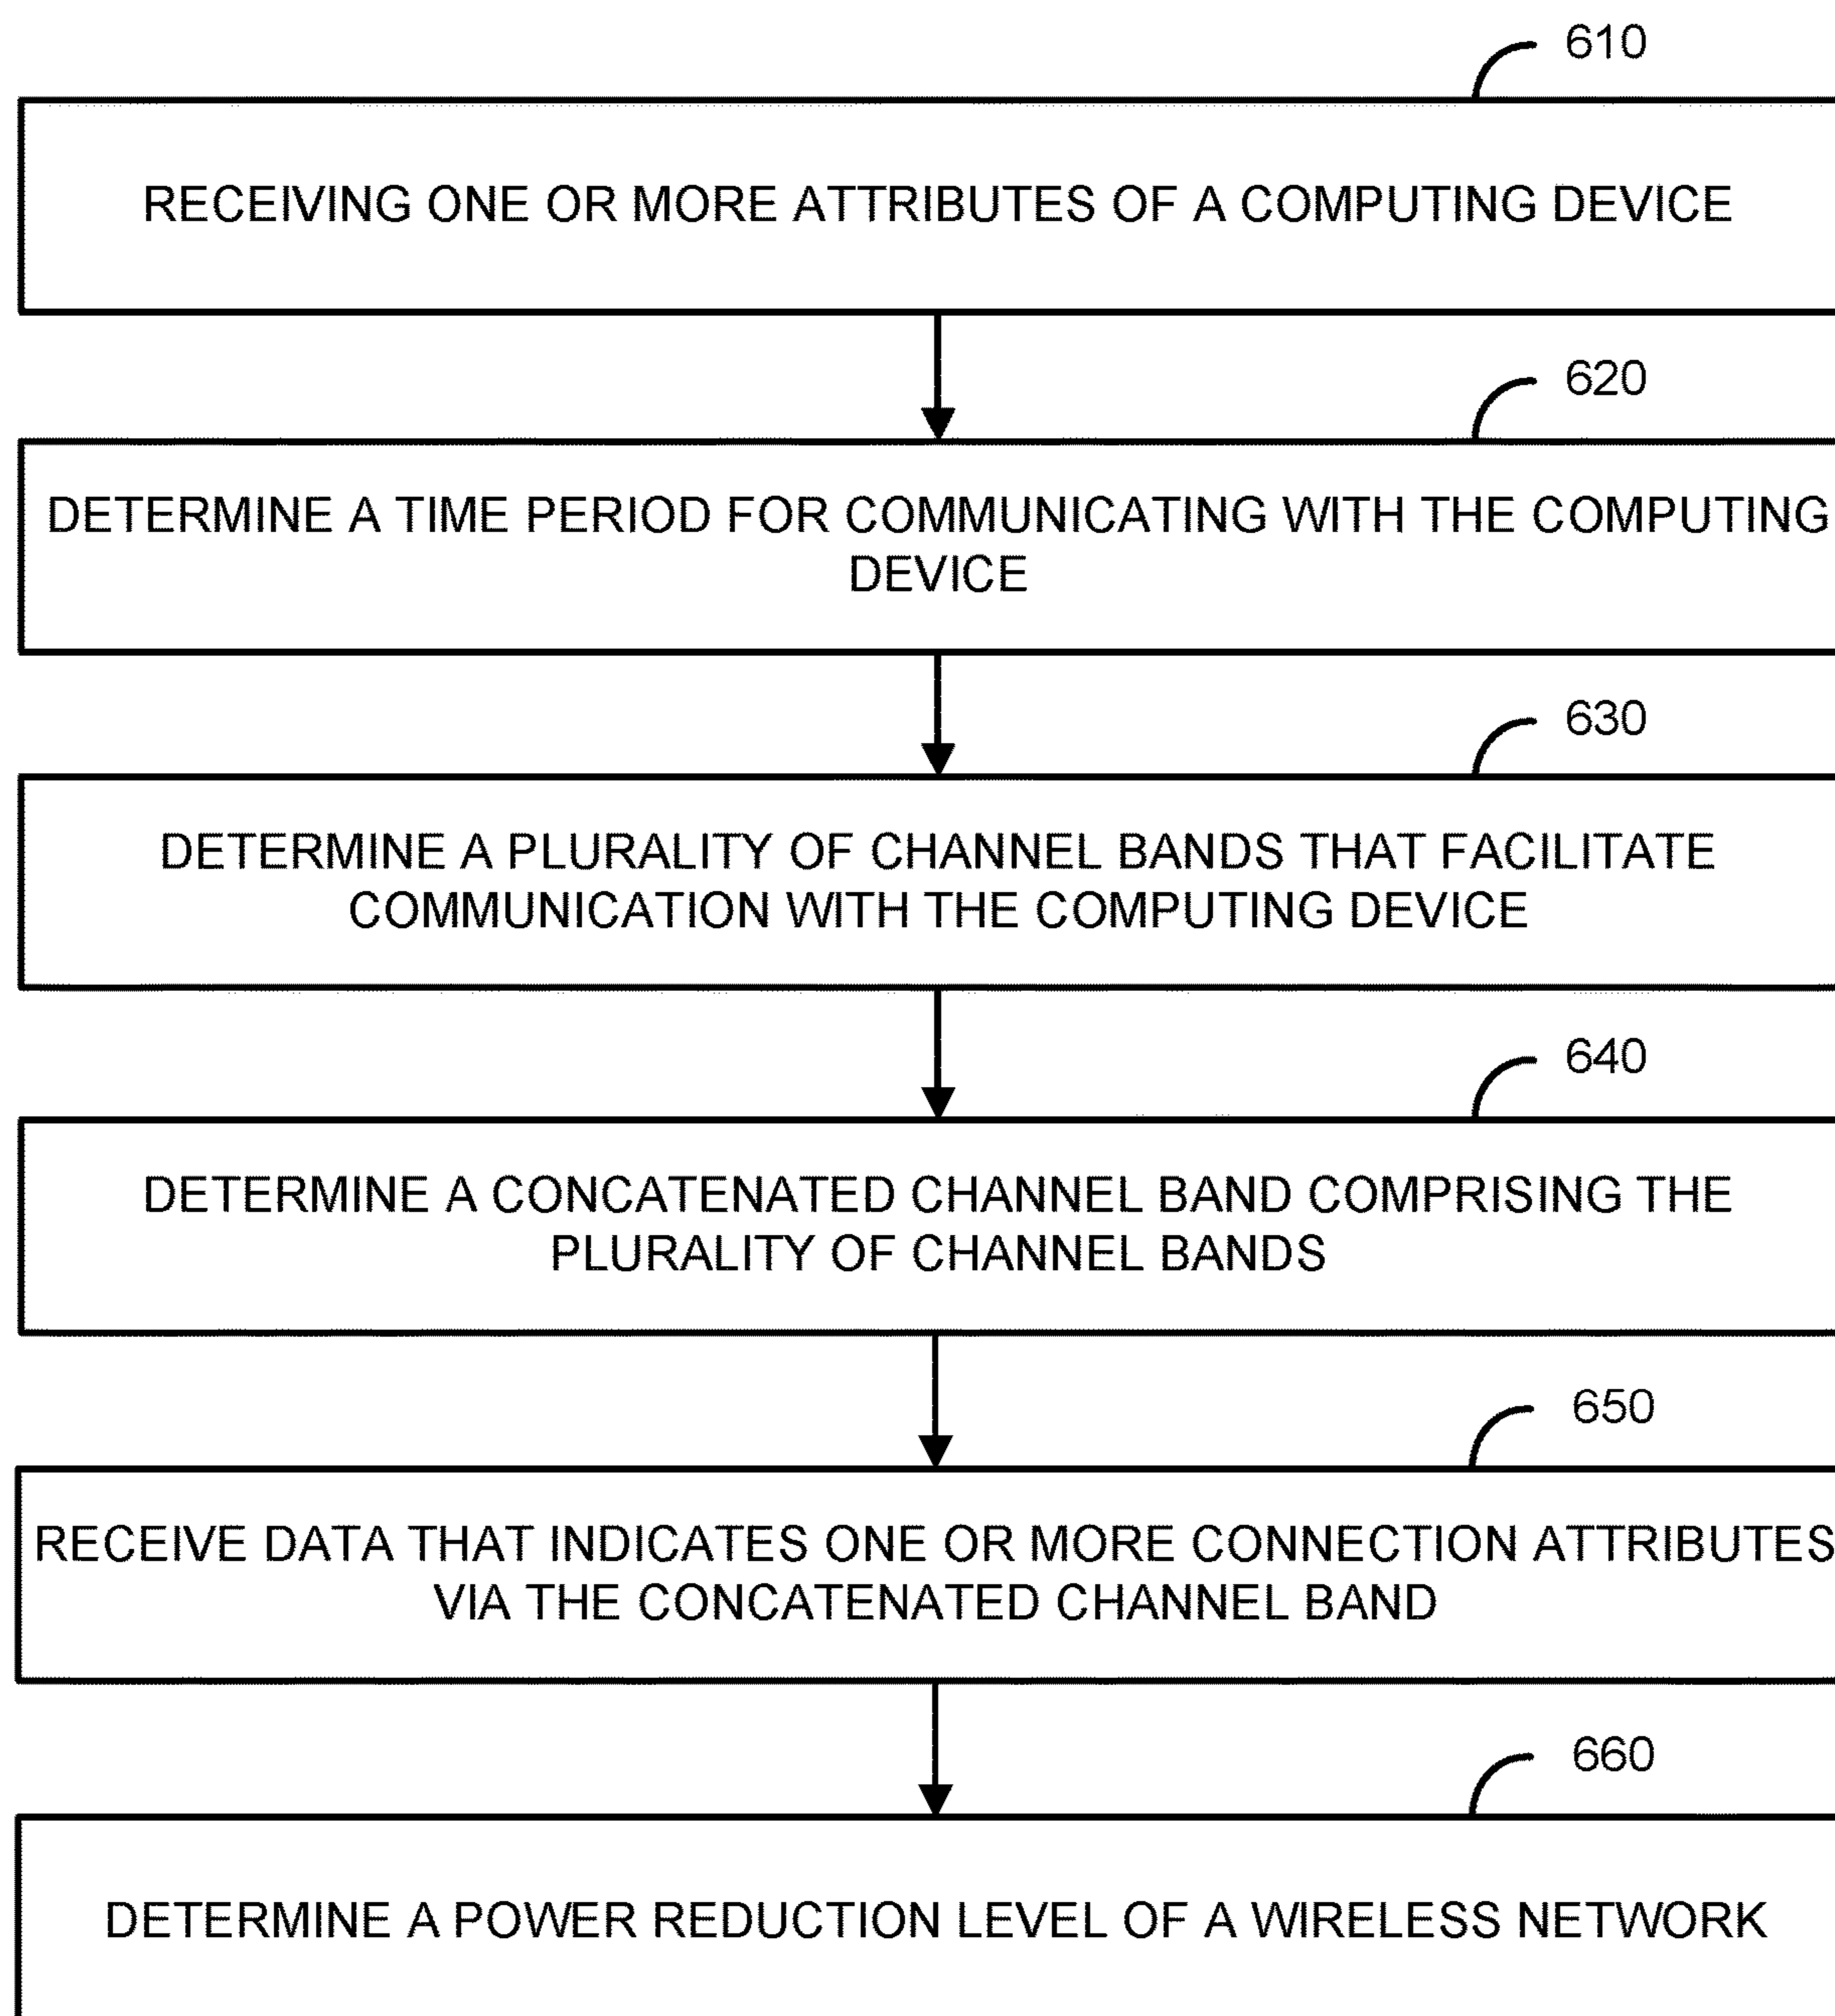 610
RECEIVING ONE OR MORE ATTRIBUTES OF A COMPUTING DEVICE
620
DETERMINE A TIME PERIOD FOR COMMUNICATING WITH THE COMPUTING
DEVICE
630
DETERMINE A PLURALITY OF CHANNEL BANDS THAT FACILITATE
COMMUNICATION WITH THE COMPUTING DEVICE
640
DETERMINE A CONCATENATED CHANNEL BAND COMPRISING THE
PLURALITY OF CHANNEL BANDS
650
RECEIVE DATA THAT INDICATES ONE OR MORE CONNECTION ATTRIBUTES
VIA THE CONCATENATED CHANNEL BAND
660
DETERMINE A POWER REDUCTION LEVEL OF A WIRELESS NETWORK